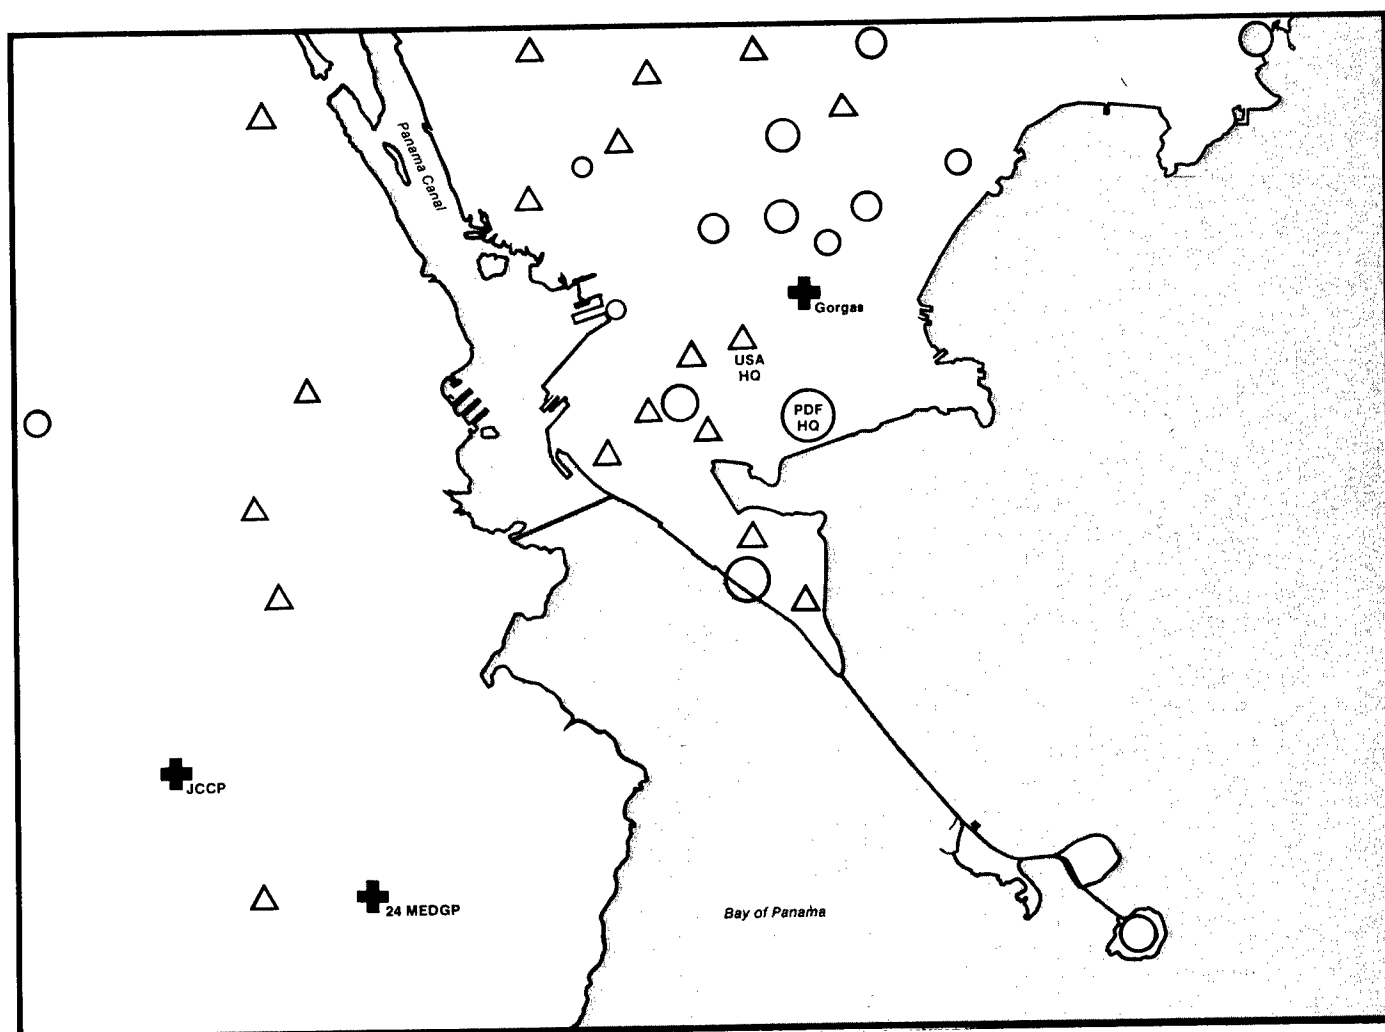 Panama Canal
Gorgas
USA
HQ
PDF
HQ
JCCP
24 MEDGP
Bay of Panama